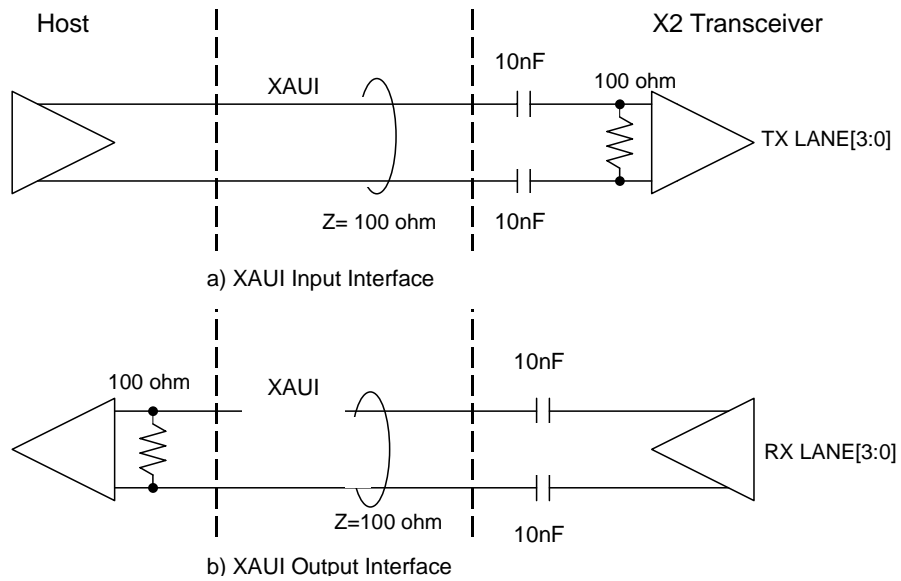 Host
X2 Transceiver
10nF
XAUI
100 ohm
TX LANE[3:0]
Z= 100 ohm
10nF
a) XAUI Input Interface
10nF
100 ohm
XAUI
RX LANE[3:0]
Z=100 ohm
10nF
b) XAUI Output Interface